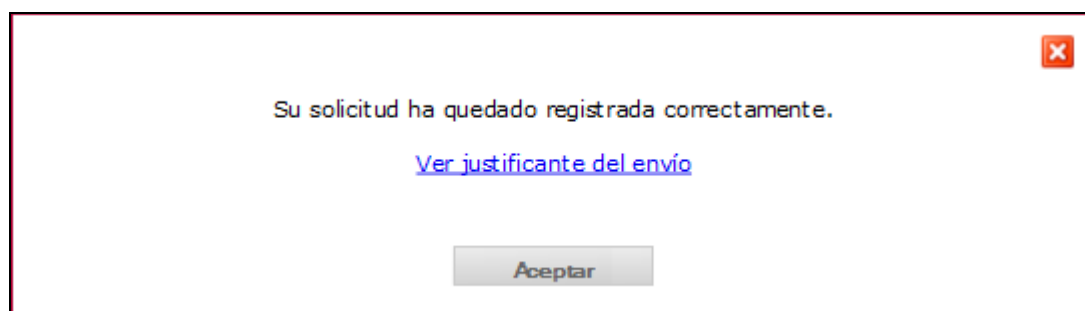 Su solicitud ha quedado registrada correctamente.
Ver justificante del envío
Aceptar